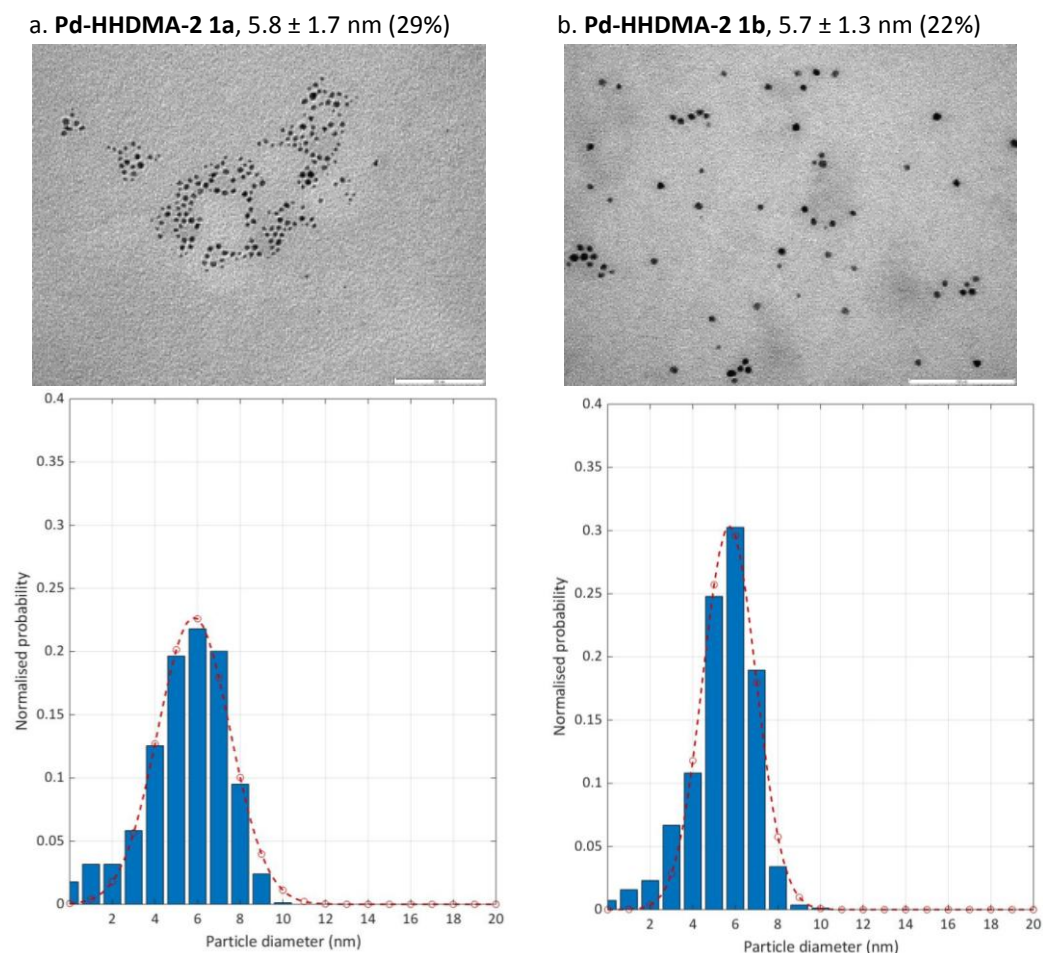 a. Pd-HHDMA-2 1a, 5.8 ± 1.7 nm (29%)
b. Pd-HHDMA-2 1b, 5.7 ± 1.3 nm (22%)
0.4
0.35
0.3
0.25
0.2
0.15
0.1
0.05
0
2 4 6 8 10 12 14 16 18 20
Normalised probability
Particle diameter (nm)
0.4
0.35
0.3
0.25
0.2
0.15
0.1
0.05
0
2 4 6 8 10 12 14 16 18 20
Normalised probability
Particle diameter (nm)